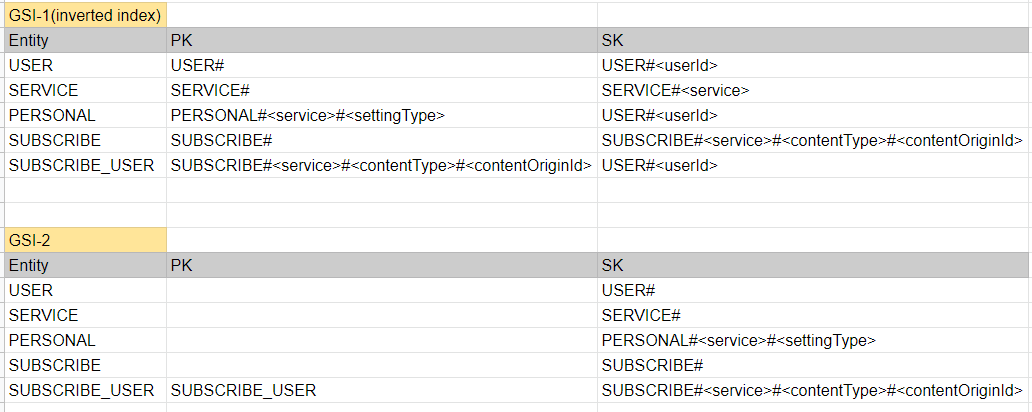 GSI-1(inverted index)
Entity PK SK
USER USER# USER#<userId>
SERVICE SERVICE# SERVICE#<service>
PERSONAL PERSONAL#<service>#<settingType> USER#<userId>
SUBSCRIBE SUBSCRIBE# SUBSCRIBE#<service>#<contentType>#<contentOriginId>
SUBSCRIBE_USER SUBSCRIBE#<service>#<contentType>#<contentOriginId> USER#<userId>
GSI-2
Entity PK SK
USER USER#
SERVICE SERVICE#
PERSONAL PERSONAL#<service>#<settingType>
SUBSCRIBE SUBSCRIBE#
SUBSCRIBE_USER SUBSCRIBE_USER SUBSCRIBE#<service>#<contentType>#<contentOriginId>